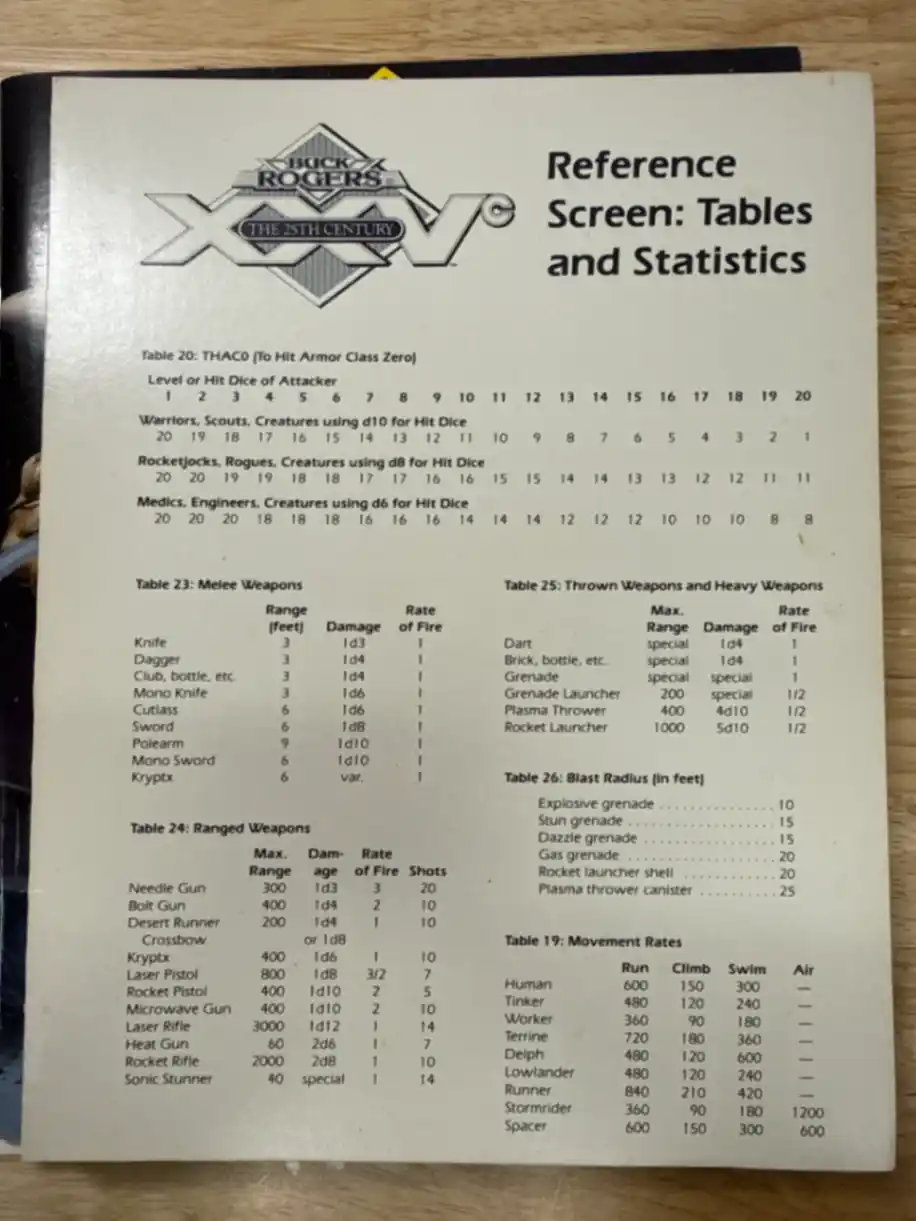 BUCK
ROGERS
XXVc
THE 25TH CENTURY
Reference
Screen: Tables
and Statistics
Table 20: THAC0 (To Hit Armor Class Zero)
Level or Hit Dice of Attacker
1 2 3 4 5 6 7 8 9 10 11 12 13 14 15 16 17 18 19 20
Warriors, Scouts, Creatures using d10 for Hit Dice
20 19 18 17 16 15 14 13 12 11 10 9 8 7 6 5 4 3 2 1
Rocketjocks, Rogues, Creatures using d8 for Hit Dice
20 20 19 19 18 18 17 17 16 16 15 15 14 14 13 13 12 12 11 11
Medics, Engineers, Creatures using d6 for Hit Dice
20 20 20 18 18 18 16 16 16 14 14 14 12 12 12 10 10 10 8 8
Table 23: Melee Weapons
Range Rate
(feet) Damage of Fire
Knife 3 1d3 1
Dagger 3 1d4 1
Club, bottle, etc. 3 1d4 1
Mono Knife 3 1d6 1
Cutlass 6 1d6 1
Sword 6 1d8 1
Polearm 9 1d10 1
Mono Sword 6 1d10 1
Kryptx 6 var. 1
Table 24: Ranged Weapons
Max. Dam- Rate
Range age of Fire Shots
Needle Gun 300 1d3 3 20
Bolt Gun 400 1d4 2 10
Desert Runner 200 1d4 1 10
Crossbow or 1d8
Kryptx 400 1d6 1 10
Laser Pistol 800 1d8 3/2 7
Rocket Pistol 400 1d10 2 5
Microwave Gun 400 1d10 2 10
Laser Rifle 3000 1d12 1 14
Heat Gun 60 2d6 1 7
Rocket Rifle 2000 2d8 1 10
Sonic Stunner 40 special 1 14
Table 25: Thrown Weapons and Heavy Weapons
Max. Rate
Range Damage of Fire
Dart special 1d4 1
Brick, bottle, etc. special 1d4 1
Grenade special special 1
Grenade Launcher 200 special 1/2
Plasma Thrower 400 4d10 1/2
Rocket Launcher 1000 5d10 1/2
Table 26: Blast Radius (in feet)
Explosive grenade . . . . . . . . . . . . . . . 10
Stun grenade . . . . . . . . . . . . . . . . . . 15
Dazzle grenade . . . . . . . . . . . . . . . . . 15
Gas grenade . . . . . . . . . . . . . . . . . . 20
Rocket launcher shell . . . . . . . . . . . . 20
Plasma thrower canister . . . . . . . . . . 25
Table 19: Movement Rates
Run Climb Swim Air
Human 600 150 300 —
Tinker 480 120 240 —
Worker 360 90 180 —
Terrine 720 180 360 —
Delph 480 120 600 —
Lowlander 480 120 240 —
Runner 840 210 420 —
Stormrider 360 90 180 1200
Spacer 600 150 300 600